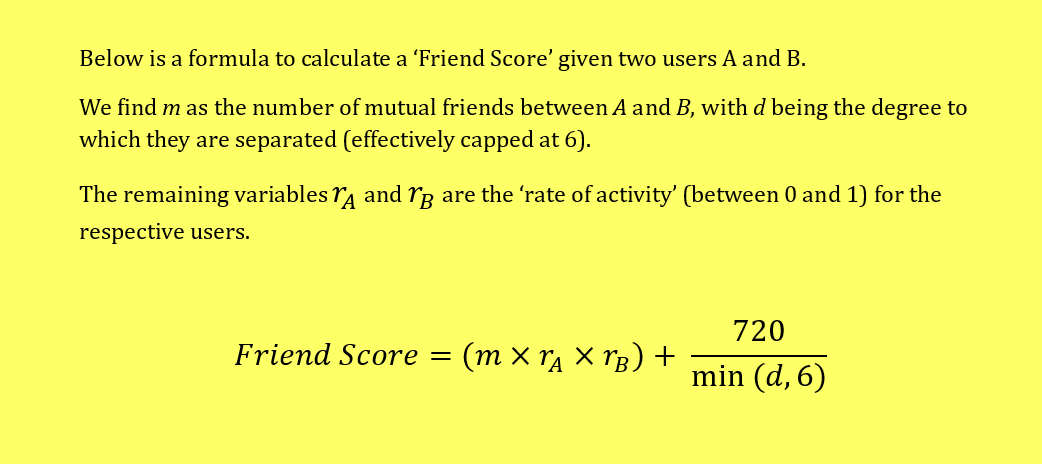 Below is a formula to calculate a ‘Friend Score’ given two users A and B.
We find m as the number of mutual friends between A and B, with d being the degree to
which they are separated (effectively capped at 6).
The remaining variables r_A and r_B are the ‘rate of activity’ (between 0 and 1) for the
respective users.
Friend Score = (m × r_A × r_B) + 720 / min (d, 6)